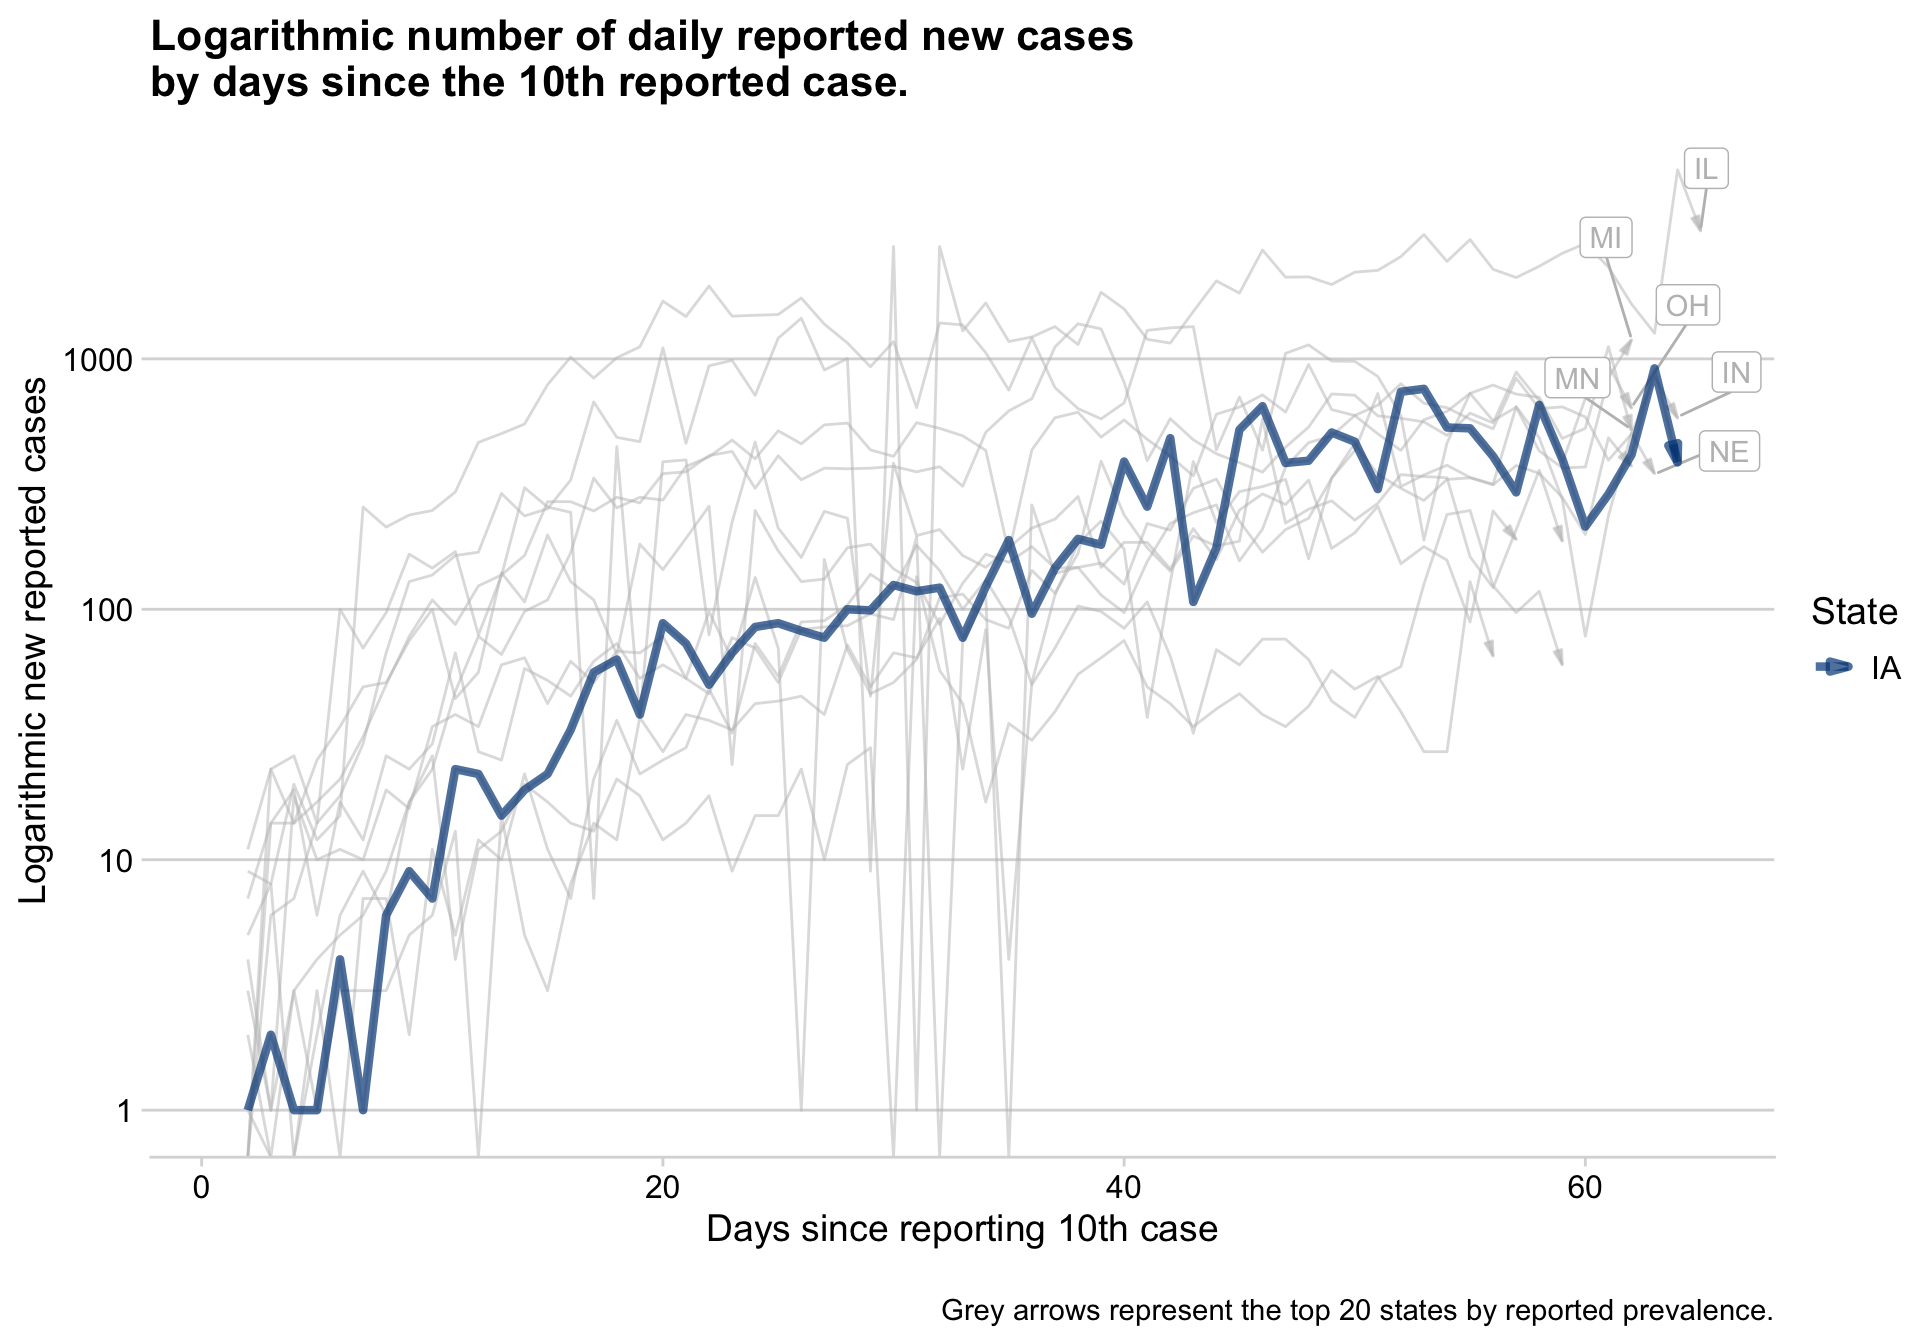 Logarithmic number of daily reported new cases
by days since the 10th reported case.
IL
MI
OH
MN
IN
NE
1000
100
10
1
Logarithmic new reported cases
State
IA
0
20
40
60
Days since reporting 10th case
Grey arrows represent the top 20 states by reported prevalence.